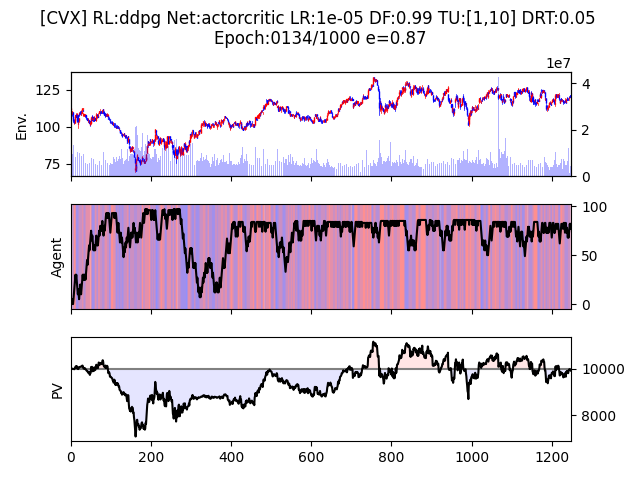 [CVX] RL:ddpg Net:actorcritic LR:1e-05 DF:0.99 TU:[1,10] DRT:0.05
Epoch:0134/1000 e=0.87
1e7
125
100
75
Env.
4
2
0
Agent
100
50
0
PV
10000
8000
0 200 400 600 800 1000 1200